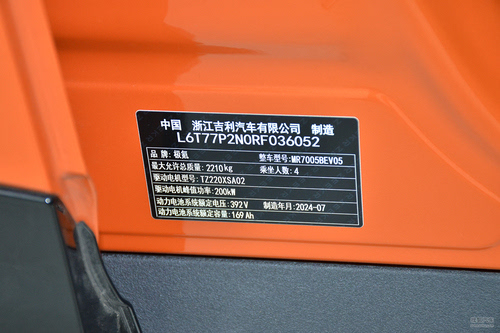 中国 浙江吉利汽车有限公司 制造
L6T77P2N0RF036052
品牌：极氪 整车型号：MR7005BEV05
最大允许总质量：2210kg 乘坐人数：4
驱动电机型号：TZ220XSA02
驱动电机峰值功率：200kW
动力电池系统额定电压：392V 制造年月：2024-07
动力电池系统额定容量：169Ah